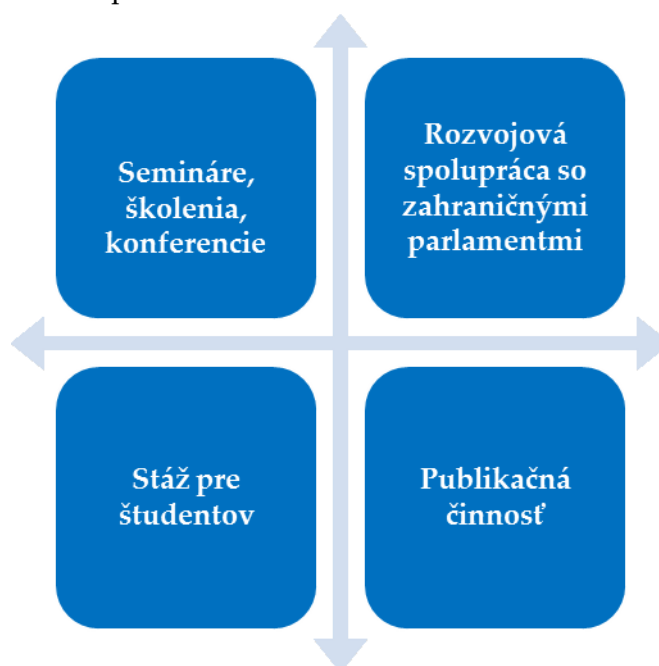 Semináre,
školenia,
konferencie
Rozvojová
spolupráca so
zahraničnými
parlamentmi
Stáž pre
študentov
Publikačná
činnosť